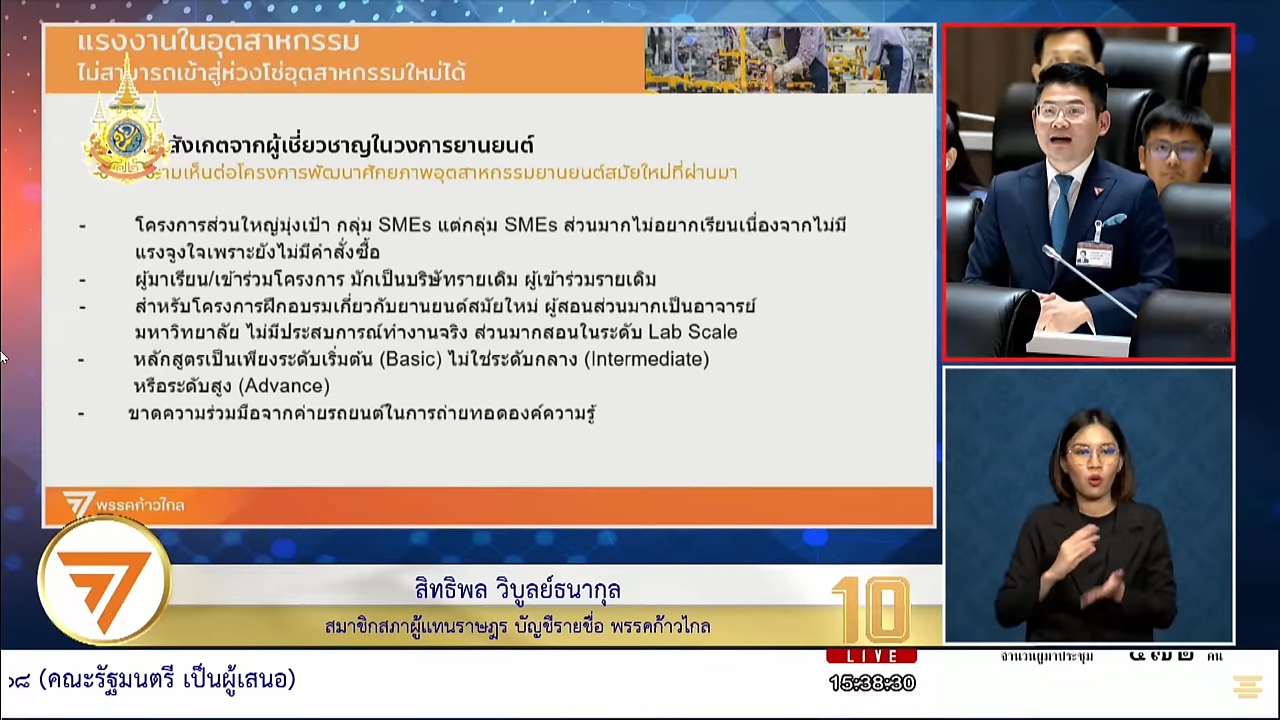 แรงงานในอุตสาหกรรม
ไม่สามารถเข้าสู่ห่วงโซ่อุตสาหกรรมใหม่ได้
สังเกตจากผู้เชี่ยวชาญในวงการยานยนต์
ความเห็นต่อโครงการพัฒนาศักยภาพอุตสาหกรรมยานยนต์สมัยใหม่ที่ผ่านมา
- โครงการส่วนใหญ่มุ่งเป้า กลุ่ม SMEs แต่กลุ่ม SMEs ส่วนมากไม่อยากเรียนเนื่องจากไม่มี
แรงจูงใจเพราะยังไม่มีคำสั่งซื้อ
- ผู้มาเรียน/เข้าร่วมโครงการ มักเป็นบริษัทรายเดิม ผู้เข้าร่วมรายเดิม
- สำหรับโครงการฝึกอบรมเกี่ยวกับยานยนต์สมัยใหม่ ผู้สอนส่วนมากเป็นอาจารย์
มหาวิทยาลัย ไม่มีประสบการณ์ทำงานจริง ส่วนมากสอนในระดับ Lab Scale
- หลักสูตรเป็นเพียงระดับเริ่มต้น (Basic) ไม่ใช่ระดับกลาง (Intermediate)
หรือระดับสูง (Advance)
- ขาดความร่วมมือจากค่ายรถยนต์ในการถ่ายทอดองค์ความรู้
พรรคก้าวไกล
สิทธิพล วิบูลย์ธนากุล
สมาชิกสภาผู้แทนราษฎร บัญชีรายชื่อ พรรคก้าวไกล
10
LIVE
15:38:30
จำนวนผู้มาประชุม ๔๗๒ คน
๐๘ (คณะรัฐมนตรี เป็นผู้เสนอ)